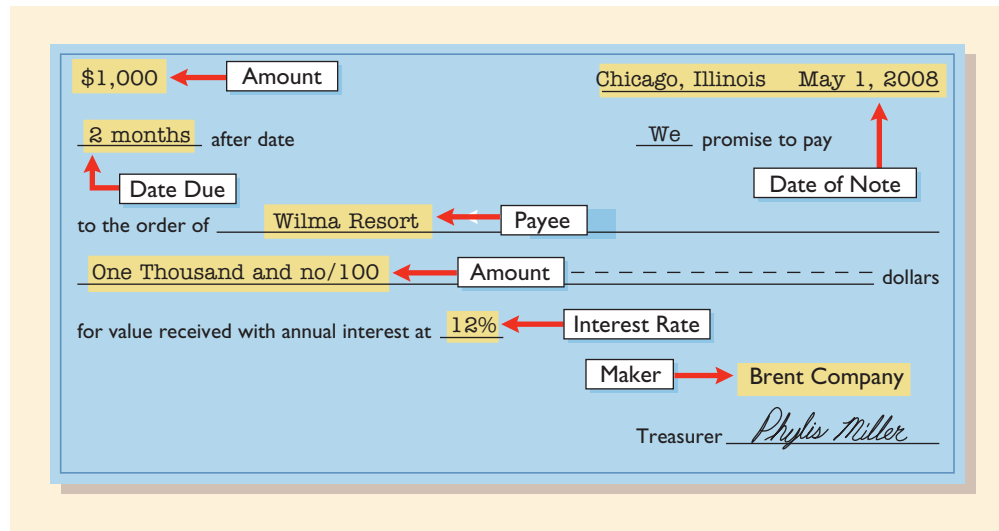 $1,000 Amount Chicago, Illinois May 1, 2008
2 months after date We promise to pay
Date Due Date of Note
to the order of Wilma Resort Payee
One Thousand and no/100 Amount dollars
for value received with annual interest at 12% Interest Rate
Maker Brent Company
Treasurer Phylis Miller